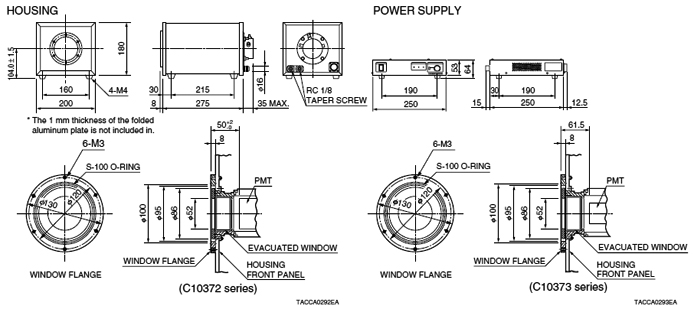 HOUSING
180
104.0 ± 1.5
160
200
4-M4
* The 1 mm thickness of the folded
aluminum plate is not included in.
30
215
8
275
35 MAX.
φ16
RC 1/8
TAPER SCREW
POWER SUPPLY
53
64
190
250
30
190
15
250
12.5
6-M3
S-100 O-RING
φ120
φ130
WINDOW FLANGE
50 +2 -0
8
PMT
φ100
φ95
φ86
φ52
EVACUATED WINDOW
WINDOW FLANGE
HOUSING
FRONT PANEL
(C10372 series)
TACCA0292EA
6-M3
S-100 O-RING
φ120
φ130
WINDOW FLANGE
61.5
8
PMT
φ100
φ95
φ86
φ52
EVACUATED WINDOW
WINDOW FLANGE
HOUSING
FRONT PANEL
(C10373 series)
TACCA0293EA